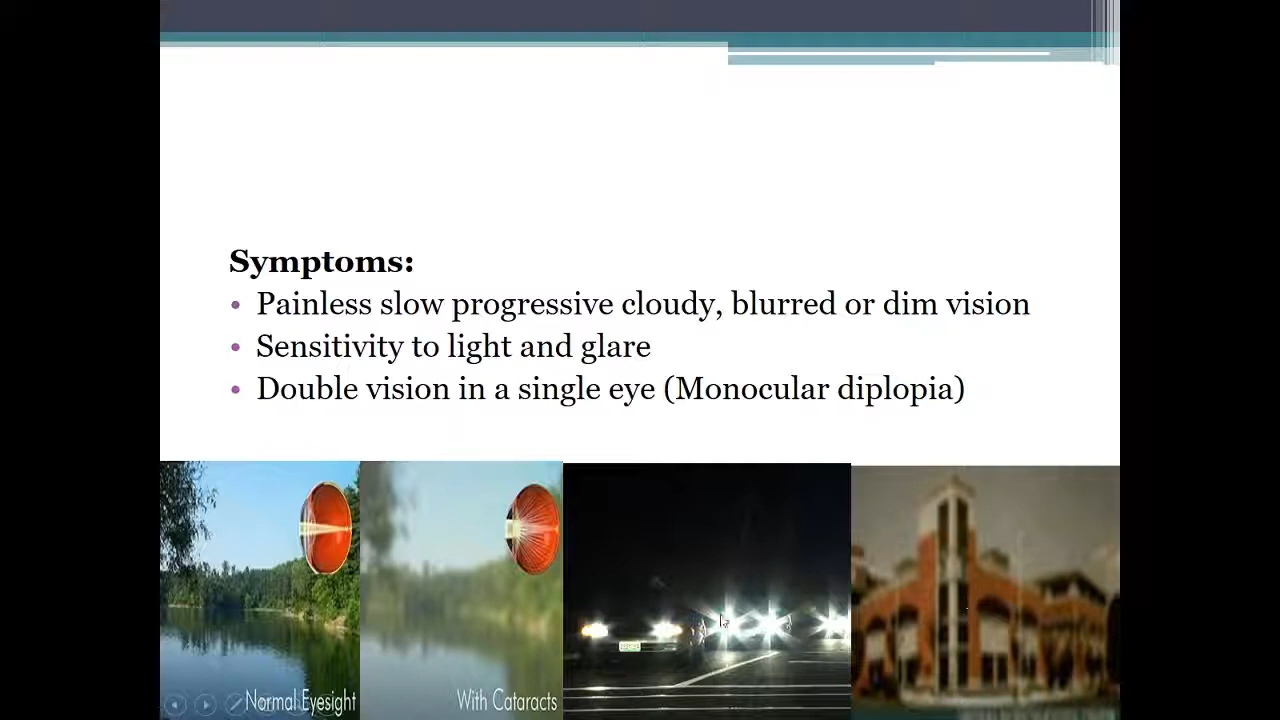 Symptoms:
• Painless slow progressive cloudy, blurred or dim vision
• Sensitivity to light and glare
• Double vision in a single eye (Monocular diplopia)
Normal Eyesight
With Cataracts